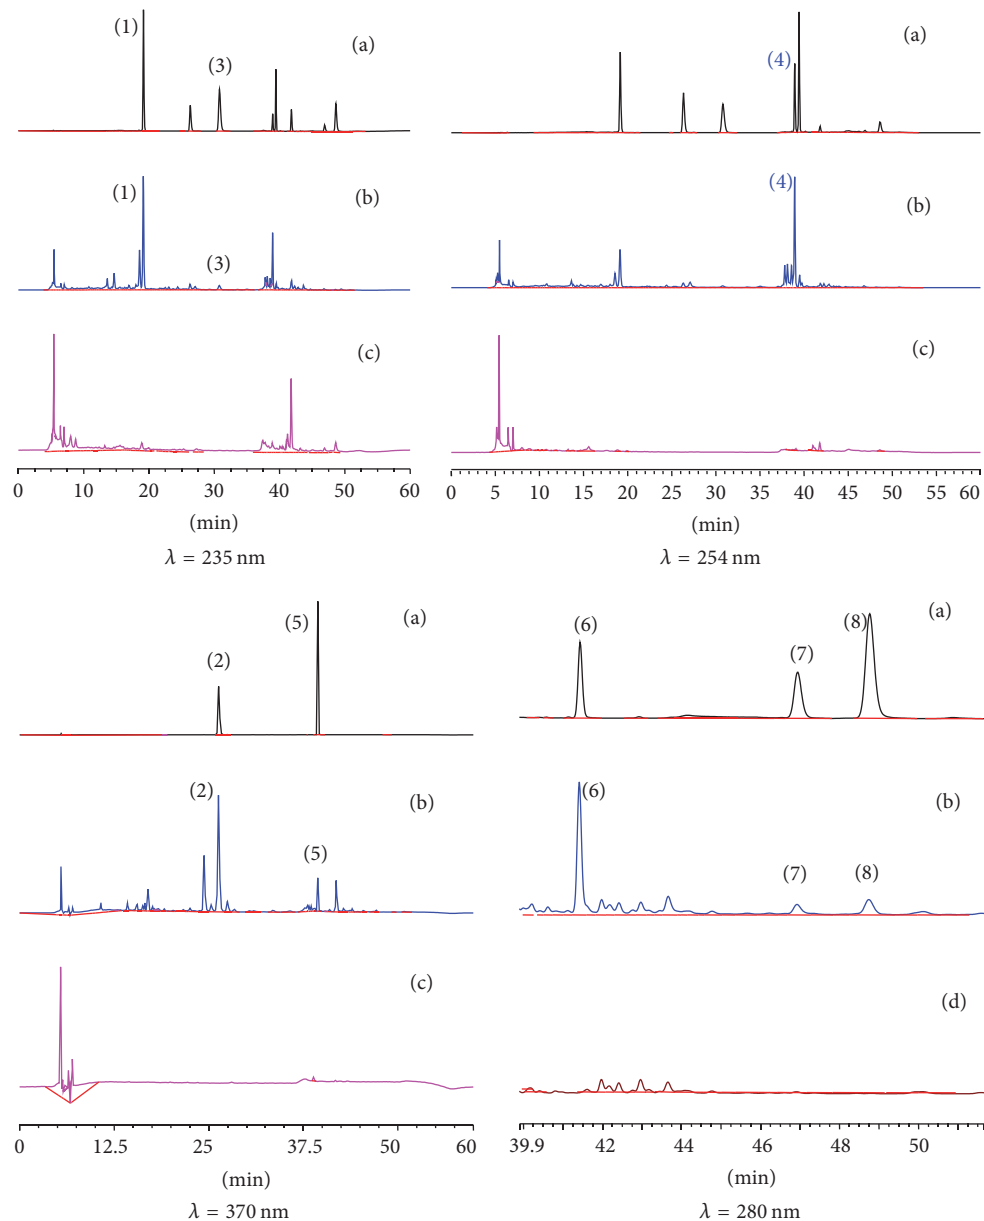 (1)
(a)
(3)
(1)
(b)
(3)
(c)
0 10 20 30 40 50 60
(min)
λ = 235 nm
(a)
(4)
(4)
(b)
(c)
0 5 10 15 20 25 30 35 40 45 50 55 60
(min)
λ = 254 nm
(5)
(a)
(2)
(2)
(b)
(5)
(c)
0 12.5 25 37.5 60
(min)
λ = 370 nm
(a)
(6)
(8)
(7)
(6)
(b)
(7)
(8)
(d)
39.9 42 44 46 48 50
(min)
λ = 280 nm